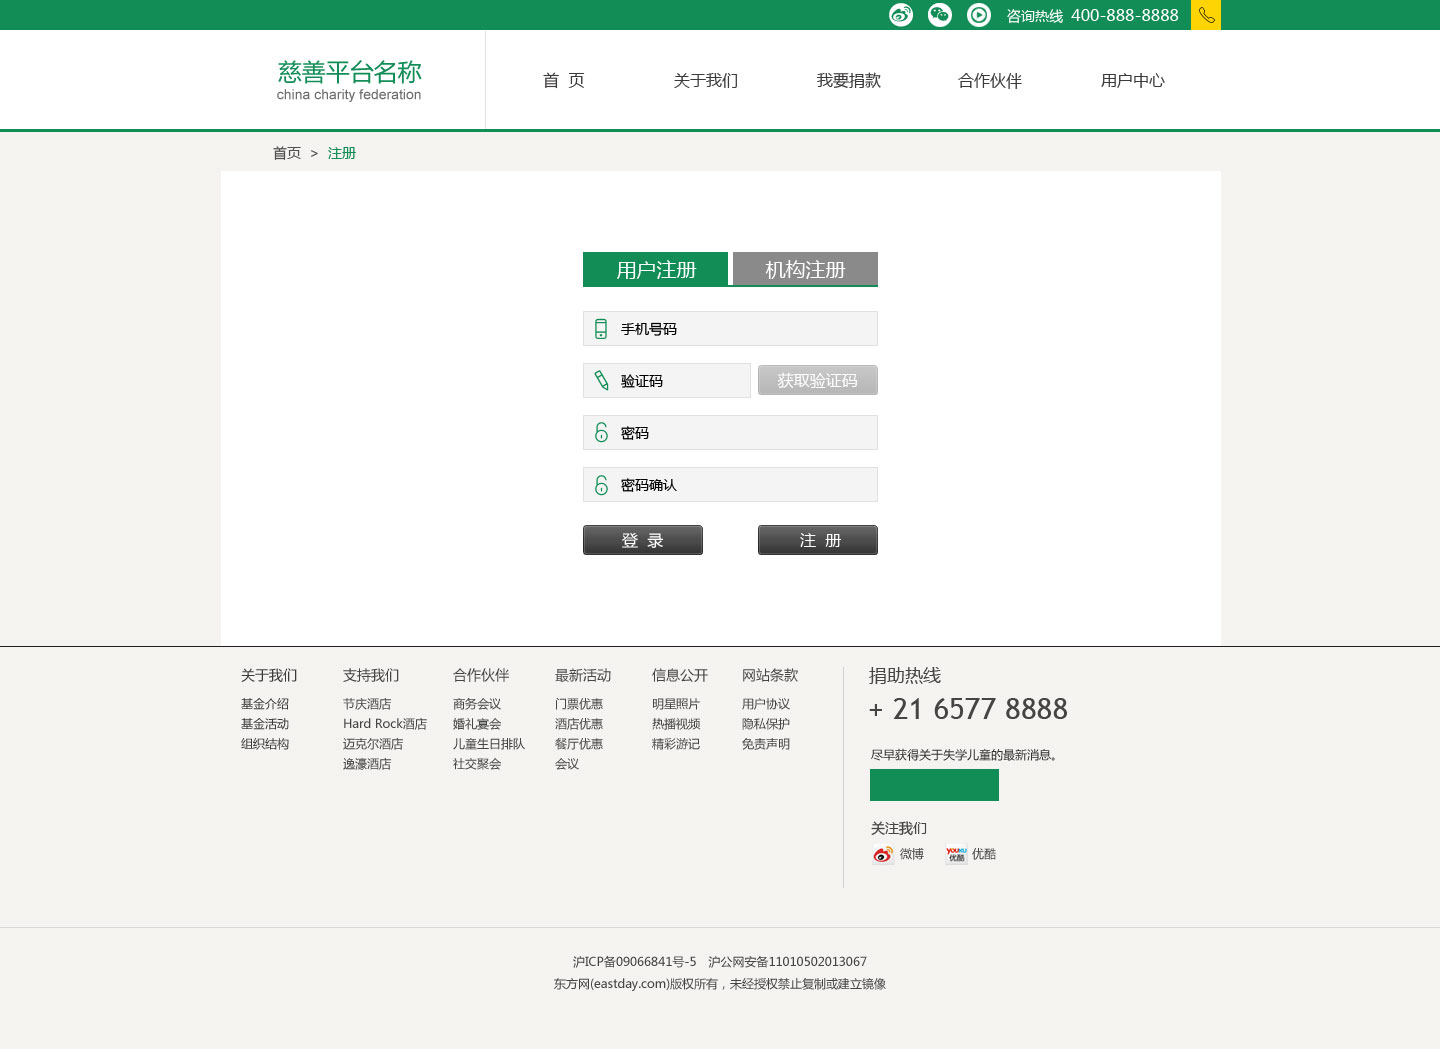 咨询热线 400-888-8888
慈善平台名称
china charity federation
首 页 关于我们 我要捐款 合作伙伴 用户中心
首页 > 注册
用户注册 机构注册
手机号码
验证码 获取验证码
密码
密码确认
登 录 注 册
关于我们
基金介绍
基金活动
组织结构
支持我们
节庆酒店
Hard Rock酒店
迈克尔酒店
逸濠酒店
合作伙伴
商务会议
婚礼宴会
儿童生日排队
社交聚会
最新活动
门票优惠
酒店优惠
餐厅优惠
会议
信息公开
明星照片
热播视频
精彩游记
网站条款
用户协议
隐私保护
免责声明
捐助热线
+ 21 6577 8888
尽早获得关于失学儿童的最新消息。
关注我们
微博 YOUKU 优酷 优酷
沪ICP备09066841号-5 沪公网安备11010502013067
东方网(eastday.com)版权所有，未经授权禁止复制或建立镜像